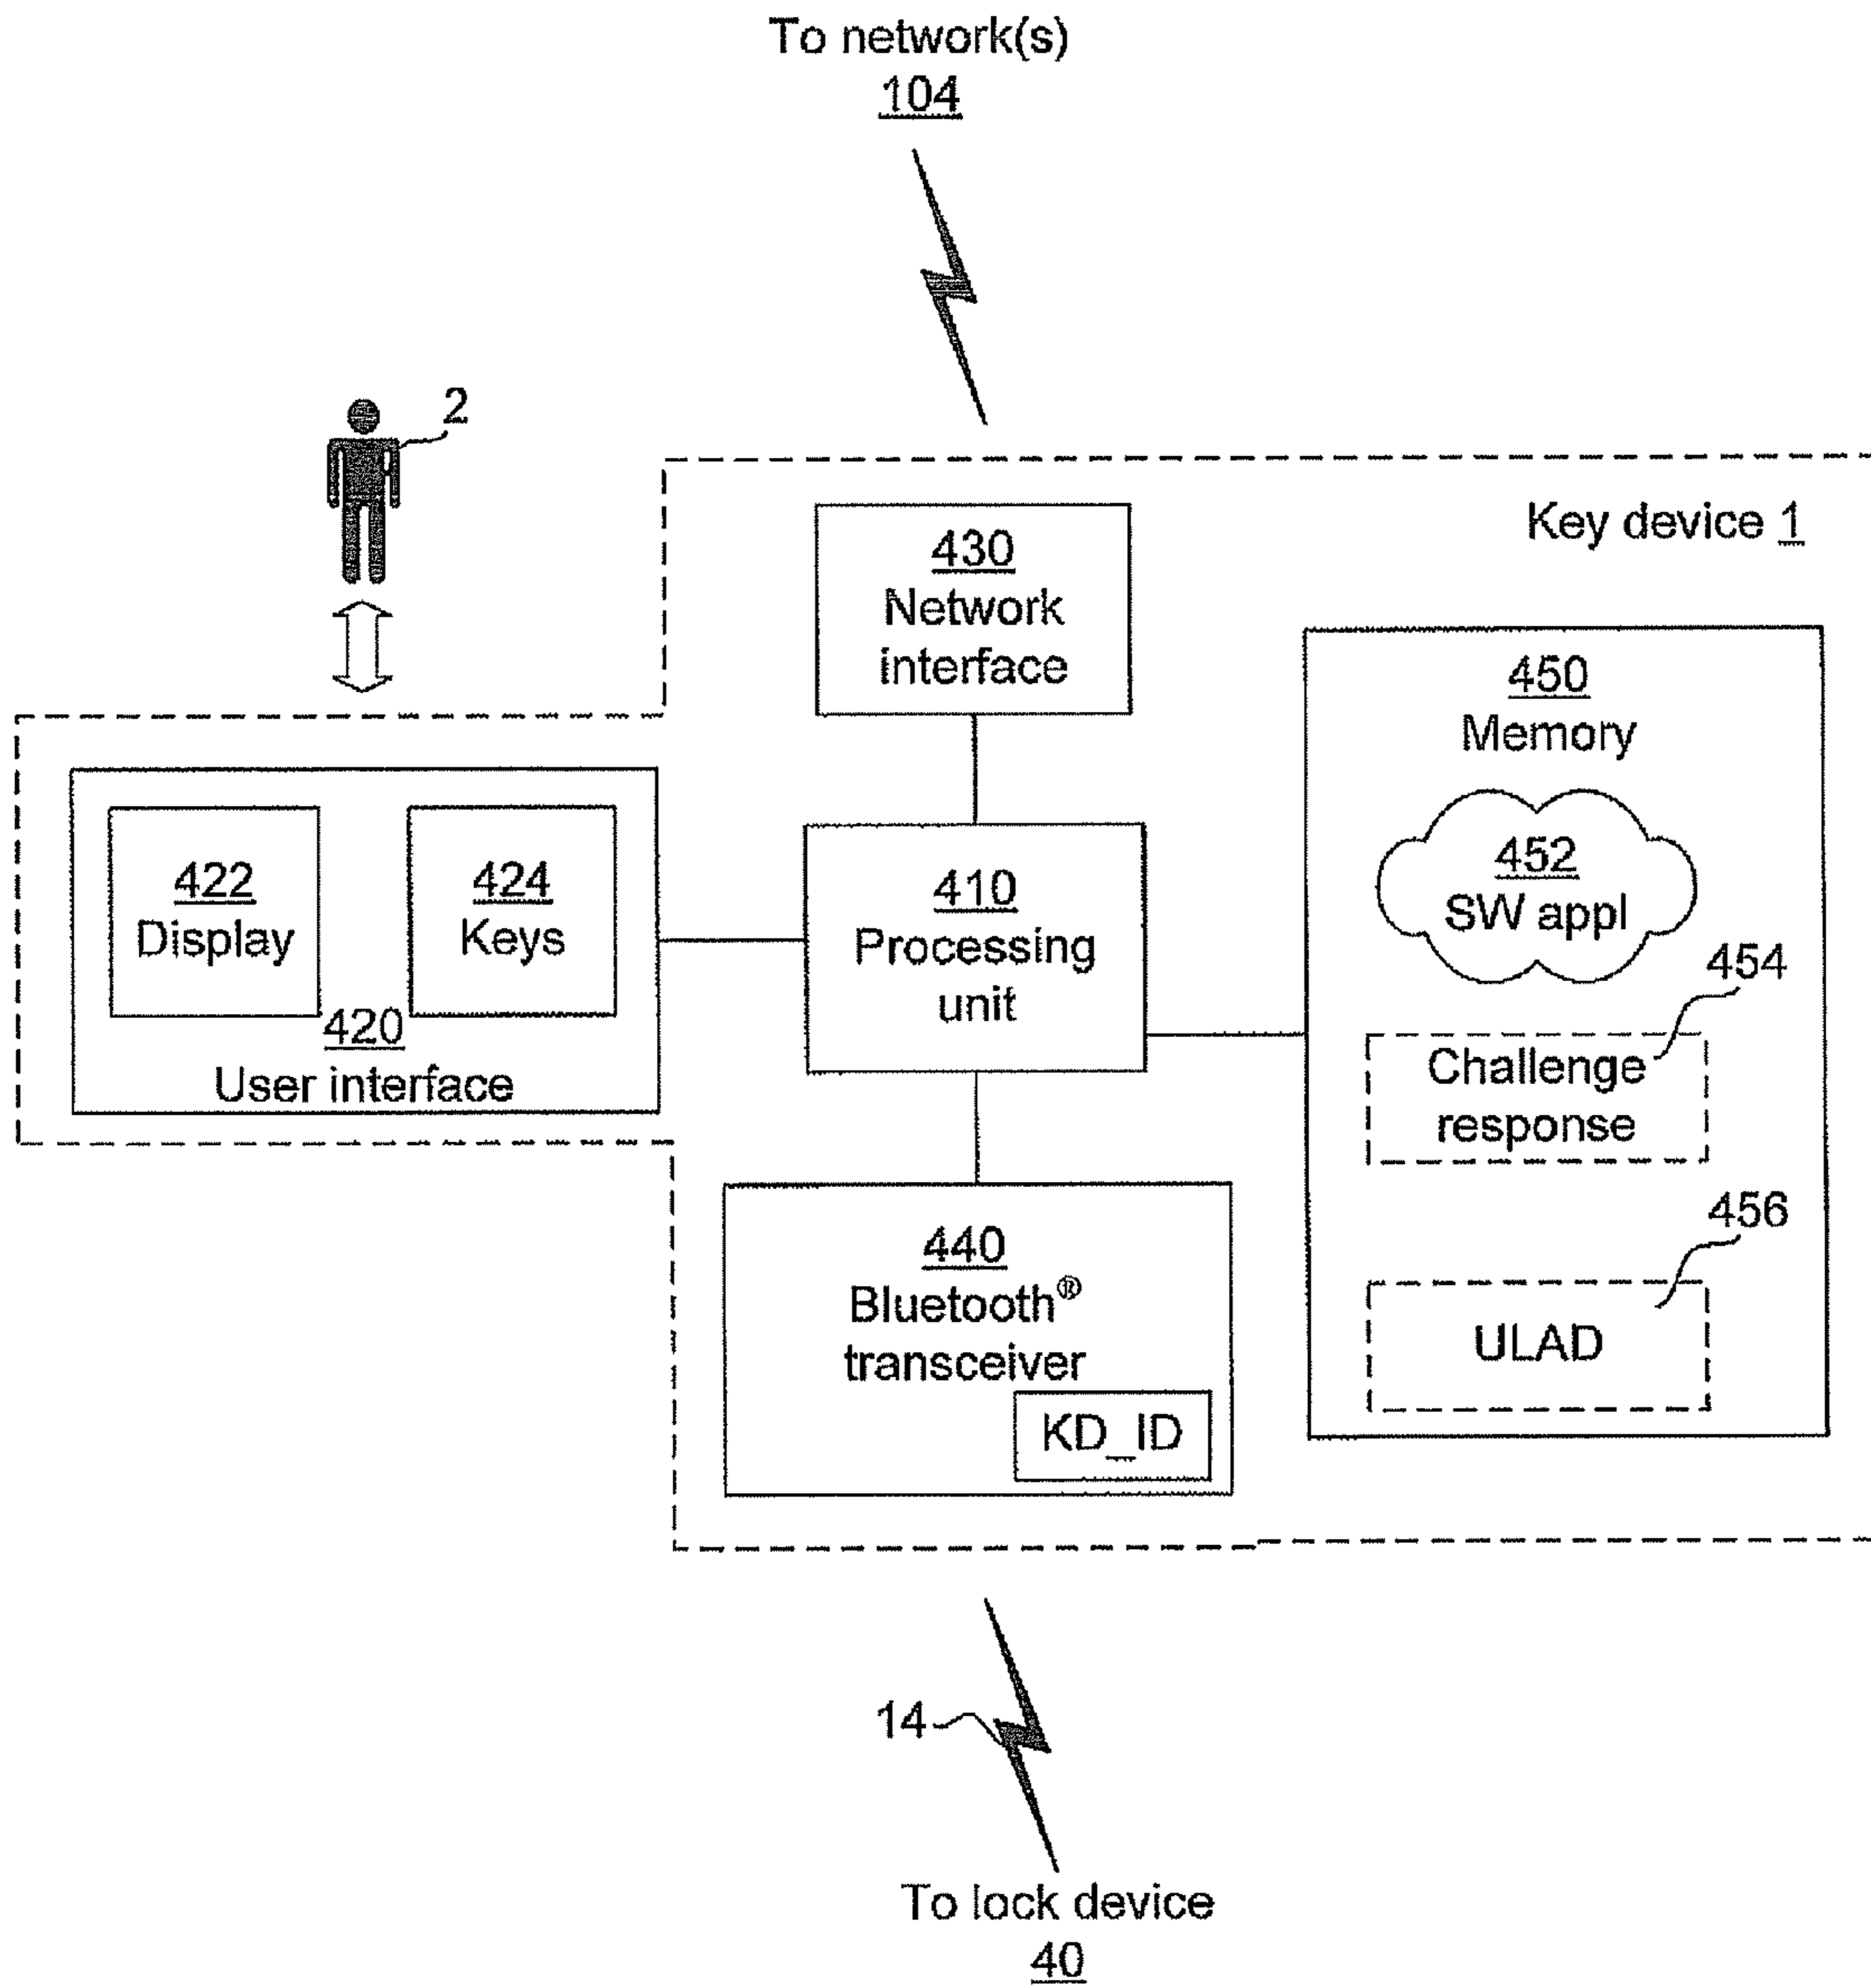 To network(s)
104
2
Key device 1
430
Network
interface
450
Memory
422
Display
424
Keys
420
User interface
410
Processing
unit
452
SW appl
454
Challenge
response
456
ULAD
440
Bluetooth®
transceiver
KD_ID
14
To lock device
40